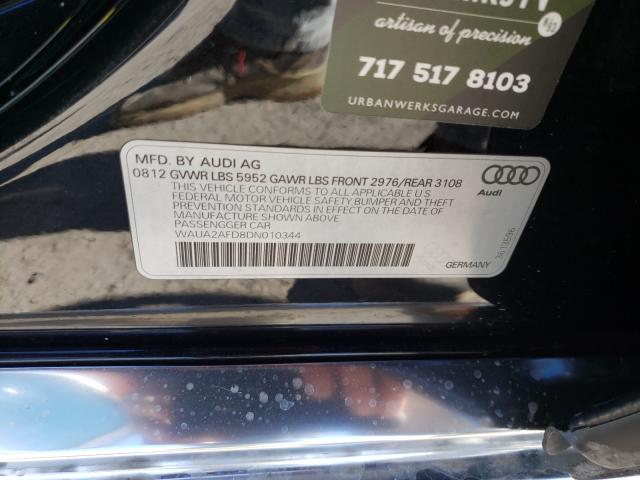 artisan of precision
717 517 8103
URBANWERKSGARAGE.COM
MFD. BY AUDI AG
0812 GVWR LBS 5952 GAWR LBS FRONT 2976/REAR 3108
THIS VEHICLE CONFORMS TO ALL APPLICABLE U.S.
FEDERAL MOTOR VEHICLE SAFETY, BUMPER AND THEFT
PREVENTION STANDARDS IN EFFECT ON THE DATE OF
MANUFACTURE SHOWN ABOVE.
PASSENGGER CAR
WAUA2AFD8DN010344
Audi
GERMANY